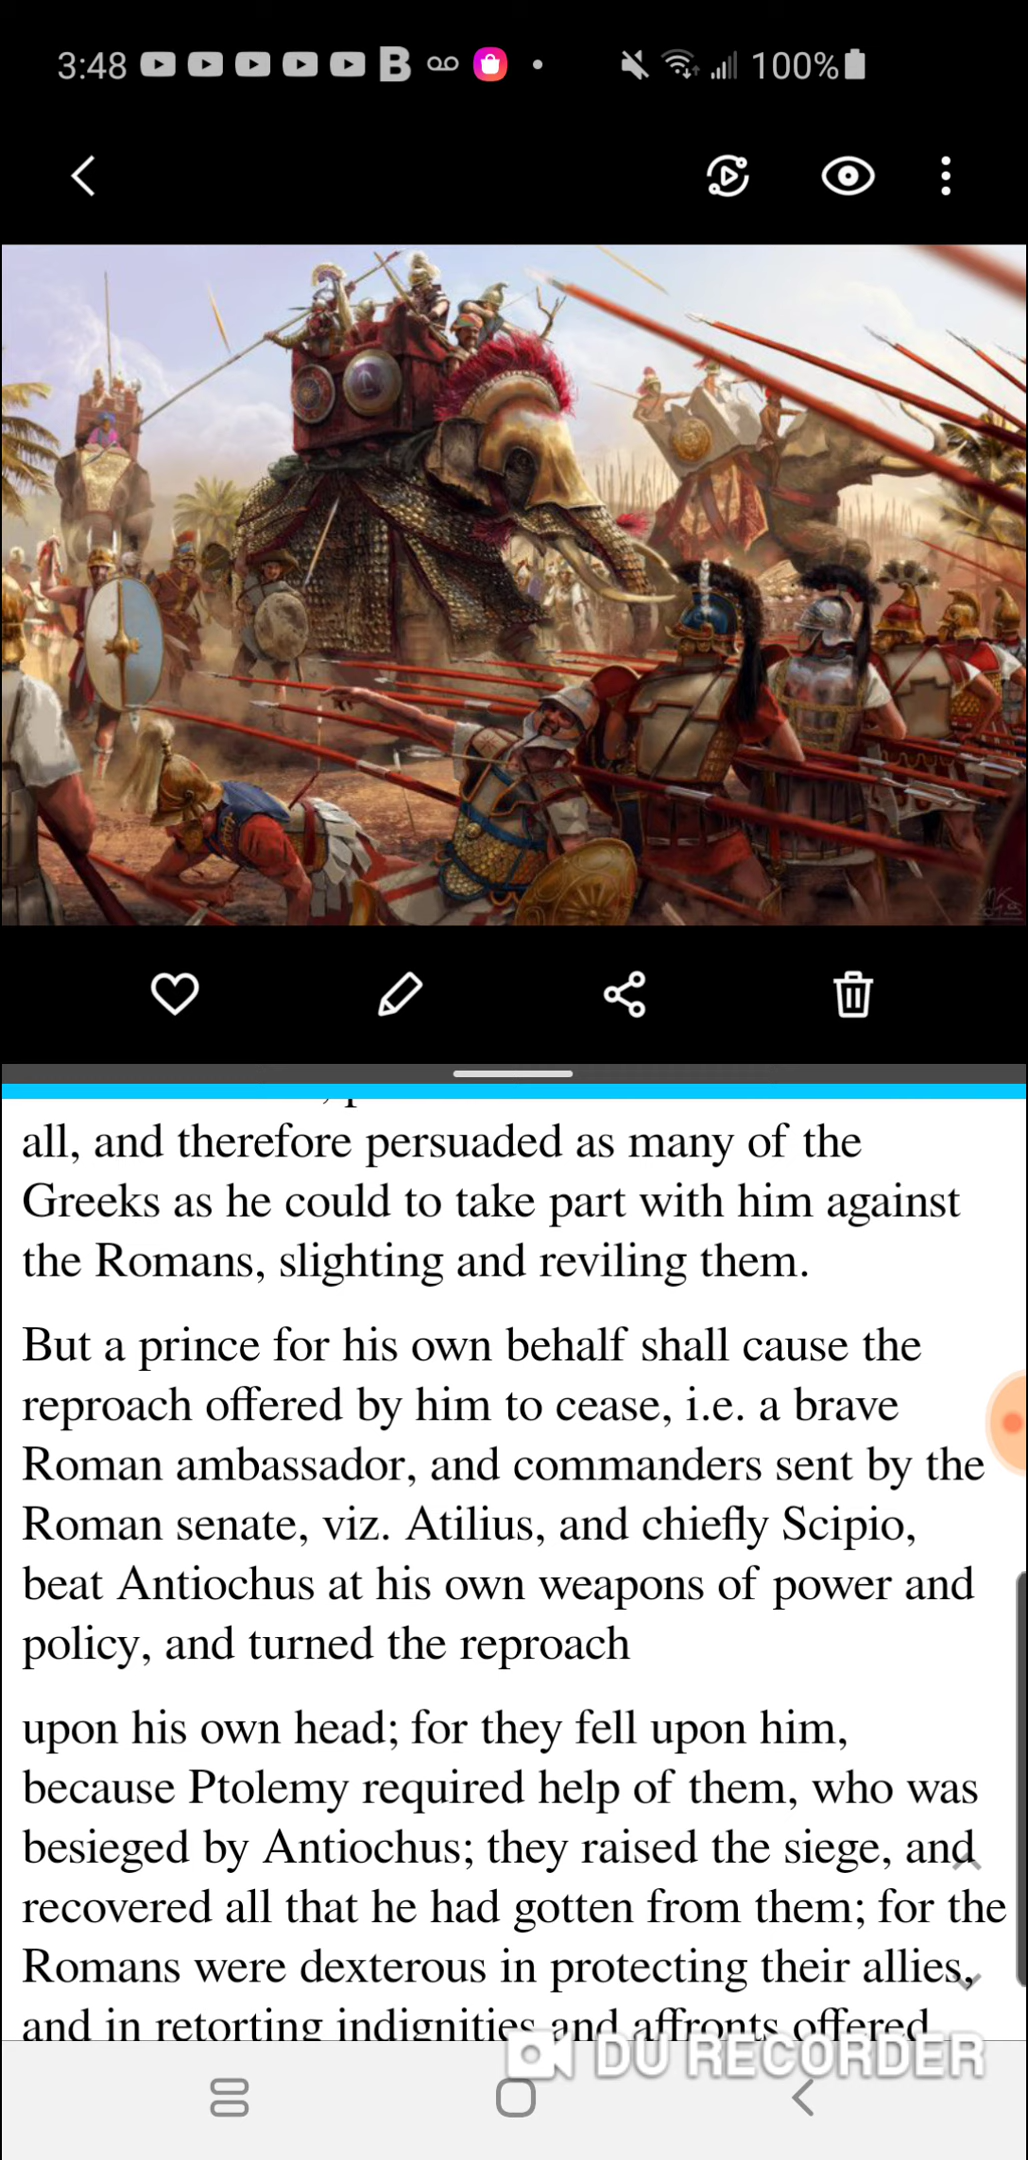 3:48
B
100%
all, and therefore persuaded as many of the
Greeks as he could to take part with him against
the Romans, slighting and reviling them.
But a prince for his own behalf shall cause the
reproach offered by him to cease, i.e. a brave
Roman ambassador, and commanders sent by the
Roman senate, viz. Atilius, and chiefly Scipio,
beat Antiochus at his own weapons of power and
policy, and turned the reproach
upon his own head; for they fell upon him,
because Ptolemy required help of them, who was
besieged by Antiochus; they raised the siege, and
recovered all that he had gotten from them; for the
Romans were dexterous in protecting their allies,
and in retorting indignities and affronts offered
DU RECORDER